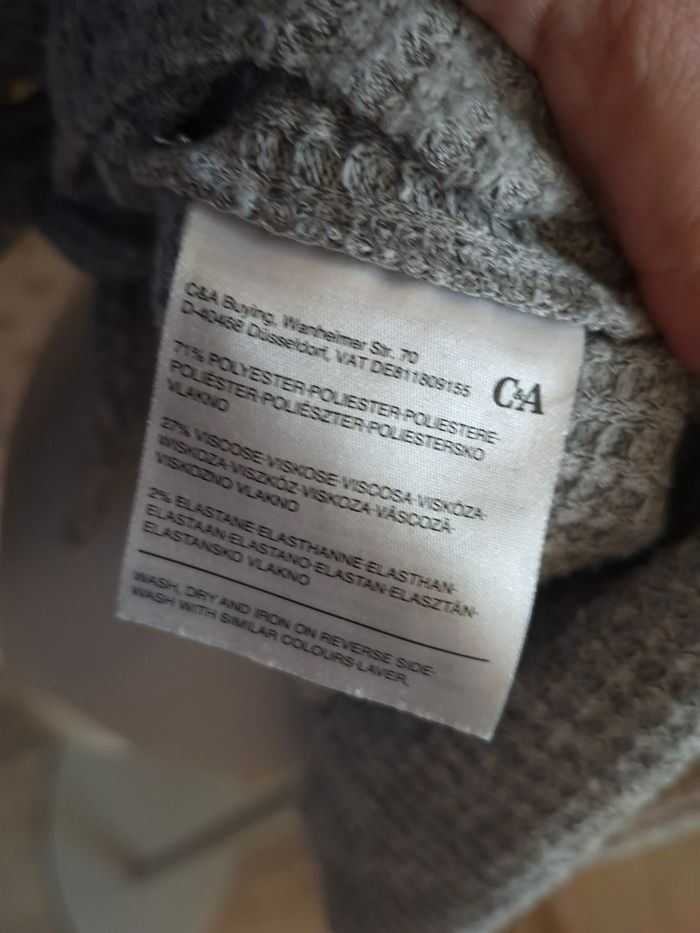 C&A Buying, Wanheimer Str. 70
D-40468 Düsseldorf, VAT DE811809155
C&A
71% POLYESTER·POLIESTER·POLIESTERE·
POLIÉSTER·POLIÉSZTER·POLIESTERSKO
VLAKNO
27% VISCOSE·VISKOSE·VISCOSA·VISKÓZA·
WISKOZA·VISZKÓZ·VISKOZA·VÂSCOZĂ·
VISKOZNO VLAKNO
2% ELASTANE·ELASTHANNE·ELASTHAN·
ELASTAAN·ELASTANO·ELASTAN·ELASZTÁN·
ELASTANSKO VLAKNO
WASH, DRY AND IRON ON REVERSE SIDE·
WASH WITH SIMILAR COLOURS·LAVER,